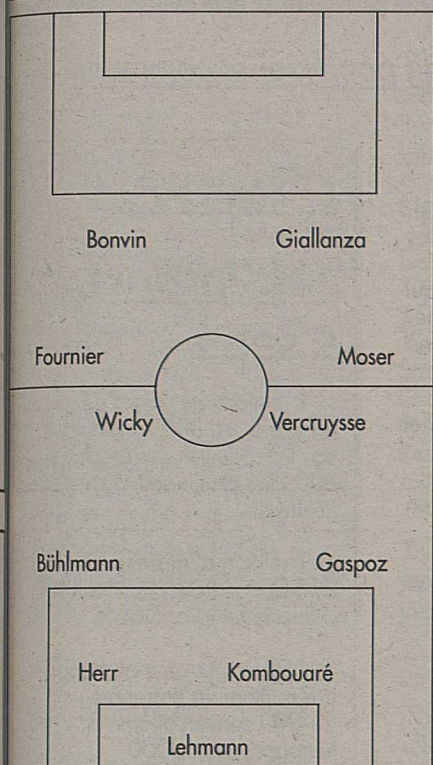 Bonvin Giallanza
Fournier Moser
Wicky Vercruysse
Bühlmann Gaspoz
Herr Kombouaré
Lehmann